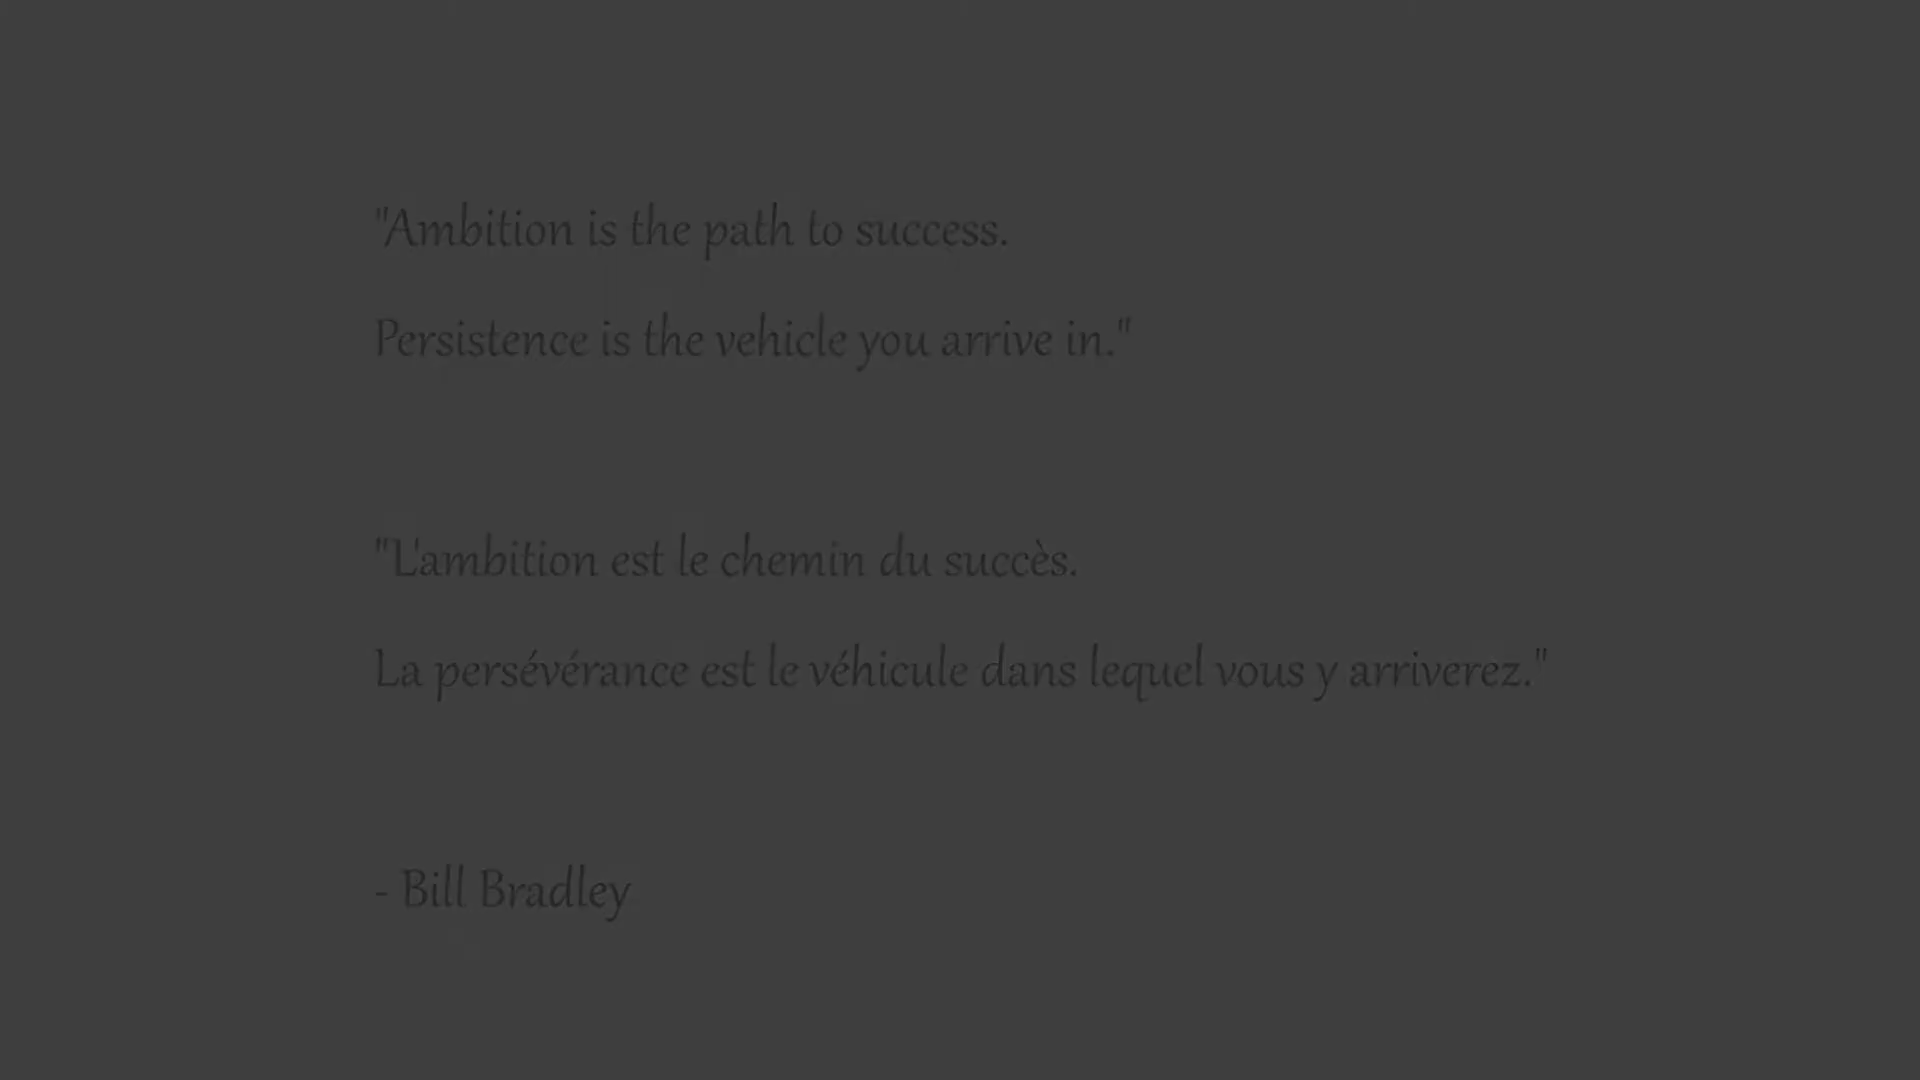 "Ambition is the path to success.
Persistence is the vehicle you arrive in."
"L'ambition est le chemin du succès.
La persévérance est le véhicule dans lequel vous y arriverez."
- Bill Bradley